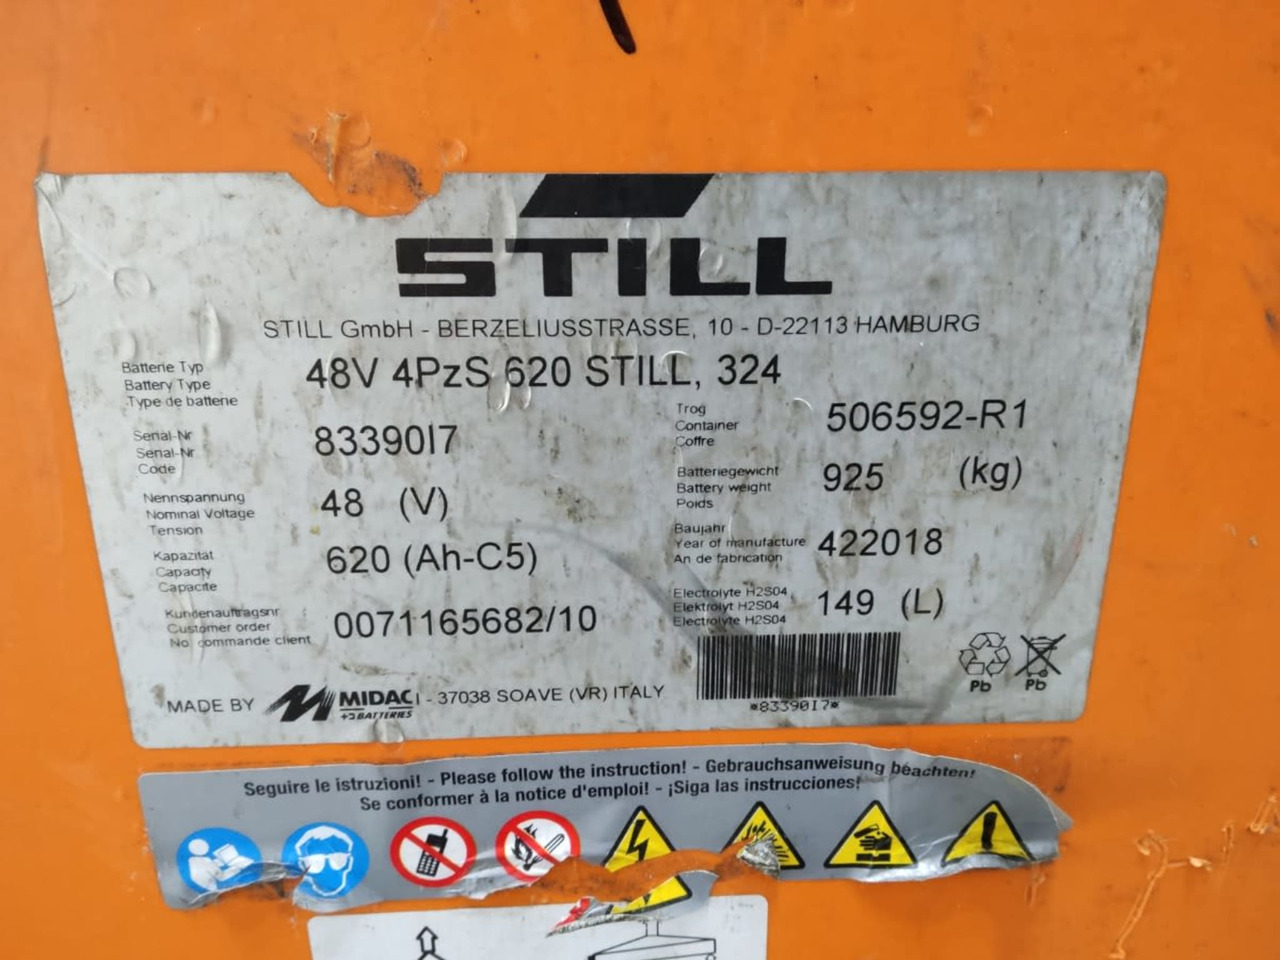 STILL
STILL GmbH - BERZELIUSSTRASSE, 10 - D-22113 HAMBURG
Batterie Typ
Battery Type
Type de batterie
48V 4PzS 620 STILL, 324
Serial-Nr
Serial-Nr
Code
8339017
Trog
Container
Coffre
506592-R1
Nennspannung
Nominal Voltage
Tension
48 (V)
Batteriegewicht
Battery weight
Poids
925 (kg)
Kapazität
Capacity
Capacite
620 (Ah-C5)
Baujahr
Year of manufacture
An de fabrication
422018
Kundenauftragsnr
Customer order
No commande client
0071165682/10
Electrolyte H2S04
Elektrolyt H2S04
Electrolyte H2S04
149 (L)
MADE BY MIDAC - 37038 SOAVE (VR) ITALY
BATTERIES
*8339017*
Pb Pb
Seguire le istruzioni! - Please follow the instruction! - Gebrauchsanweisung beachten!
Se conformer à la notice d'emploi! - ¡Siga las instrucciones!